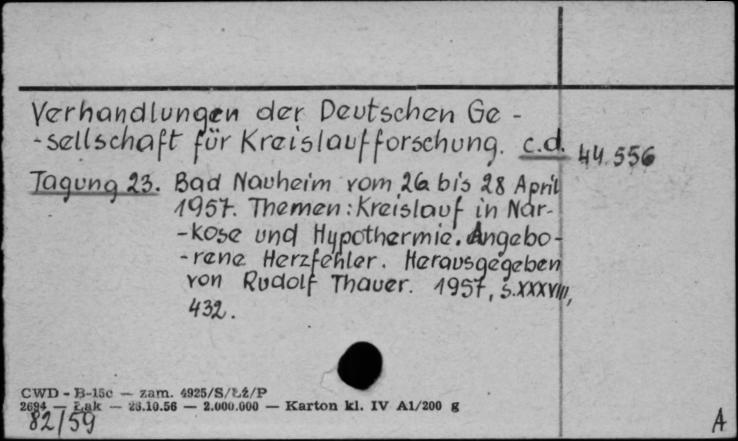 Verhandlungen der Deutschen Ge-
-sellschaft für Kreislaufforschung. c.d. 44.556
Tagung 23. Bad Nauheim vom 26 bis 28 April
1957. Themen: Kreislauf in Nar-
-kose und Hypothermie. Angebo-
-rene Herzfehler. Herausgegeben
von Rudolf Thauer. 1957, s.XXXVIII,
432.
CWD - B-15c — zam. 4925/S/Łż/P
2694 — Łąk — 23.10.56 — 2.000.000 — Karton kl. IV A1/200 g
82/59
A